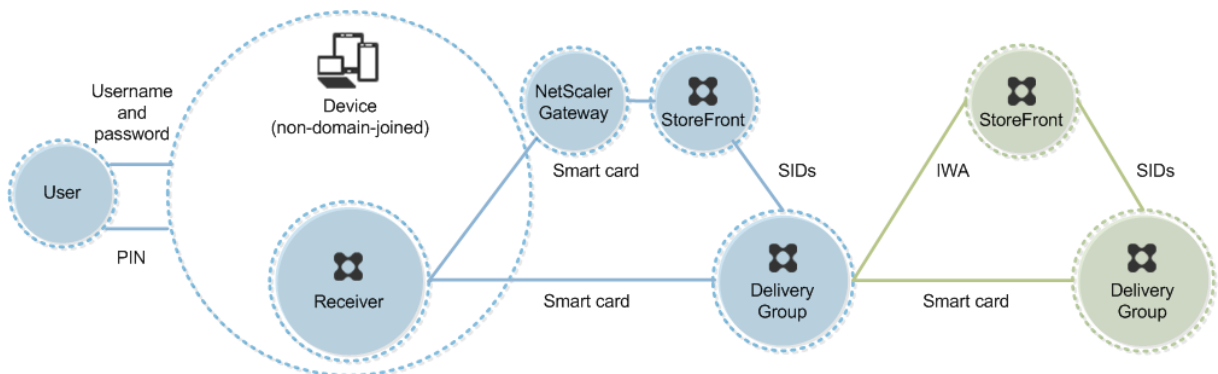 Username
and
password
User
PIN
Device
(non-domain-joined)
Receiver
NetScaler
Gateway
StoreFront
Smart card
SIDs
Smart card
Delivery
Group
StoreFront
IWA
SIDs
Smart card
Delivery
Group